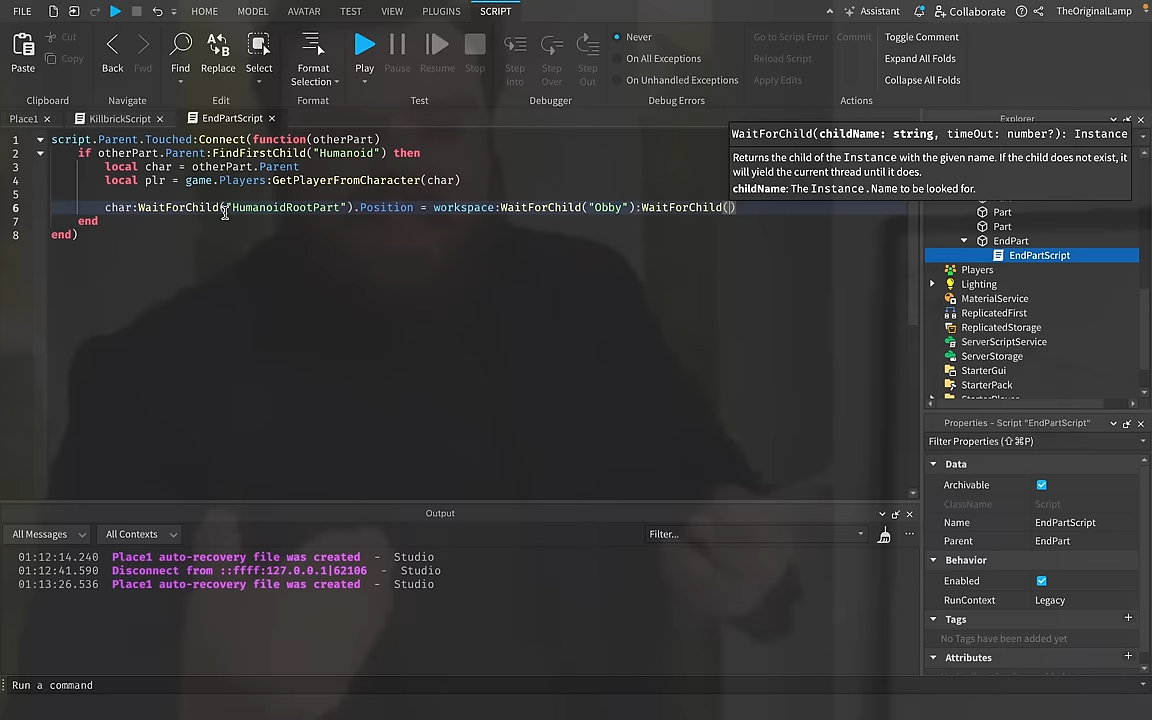 FILE HOME MODEL AVATAR TEST VIEW PLUGINS SCRIPT Assistant Collaborate TheOriginalLamp
Paste Cut Copy Back Fwd Find Replace Select Format Selection Play Pause Resume Stop Step Into Step Over Step Out
Never
On All Exceptions
On Unhandled Exceptions
Go to Script Error Commit
Reload Script
Apply Edits
Toggle Comment
Expand All Folds
Collapse All Folds
Clipboard Navigate Edit Format Test Debugger Debug Errors Actions
Place1 KillbrickScript EndPartScript
Explorer
1 script.Parent.Touched:Connect(function(otherPart)
2 if otherPart.Parent:FindFirstChild("Humanoid") then
3 local char = otherPart.Parent
4 local plr = game.Players:GetPlayerFromCharacter(char)
5
6 char:WaitForChild("HumanoidRootPart").Position = workspace:WaitForChild("Obby"):WaitForChild()
7 end
8 end)
WaitForChild(childName: string, timeOut: number?): Instance
Returns the child of the Instance with the given name. If the child does not exist, it
will yield the current thread until it does.
childName: The Instance.Name to be looked for.
Part
Part
EndPart
EndPartScript
Players
Lighting
MaterialService
ReplicatedFirst
ReplicatedStorage
ServerScriptService
ServerStorage
StarterGui
StarterPack
StarterPlayer
Properties - Script "EndPartScript"
Filter Properties (⇧⌘P)
Data
Archivable
ClassName Script
Name EndPartScript
Parent EndPart
Behavior
Enabled
RunContext Legacy
Tags
No Tags have been added yet
Attributes
Output
All Messages All Contexts Filter...
01:12:14.240 Place1 auto-recovery file was created - Studio
01:12:41.590 Disconnect from ::ffff:127.0.0.1|62106 - Studio
01:13:26.536 Place1 auto-recovery file was created - Studio
Run a command